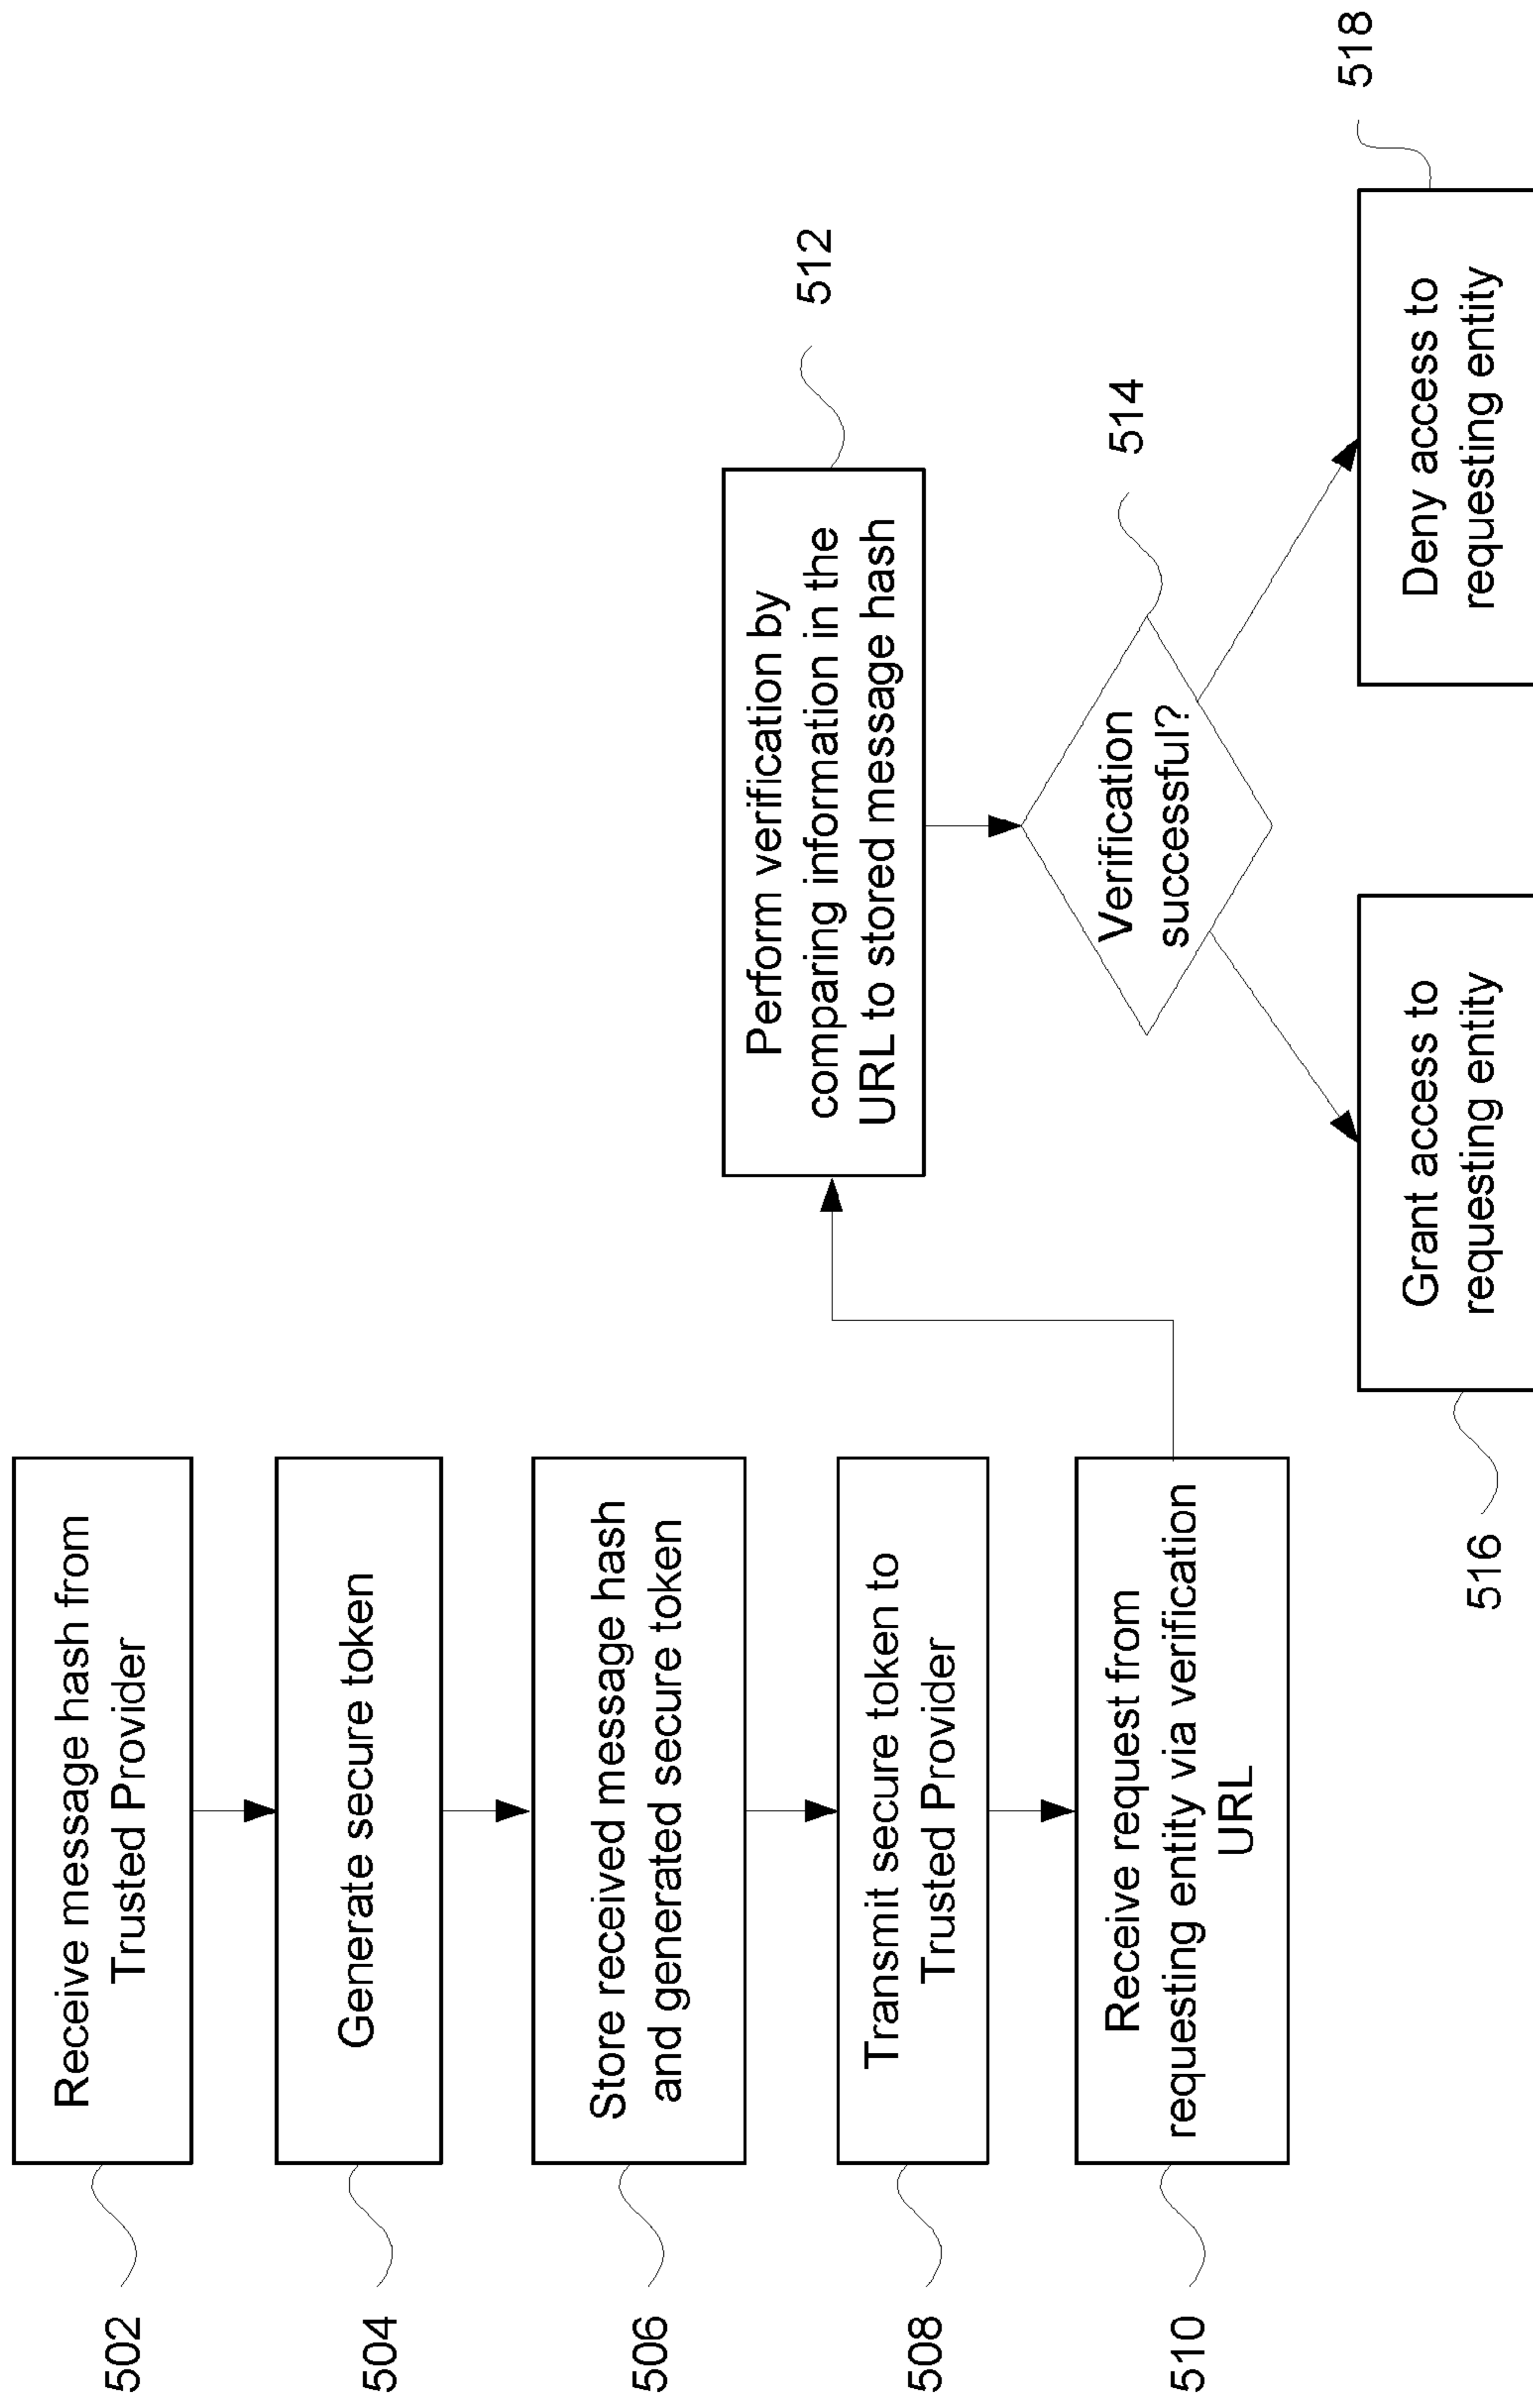 502
Receive message hash from
Trusted Provider
504
Generate secure token
506
Store received message hash
and generated secure token
508
Transmit secure token to
Trusted Provider
510
Receive request from
requesting entity via verification
URL
512
Perform verification by
comparing information in the
URL to stored message hash
514
Verification
successful?
516
Grant access to
requesting entity
518
Deny access to
requesting entity